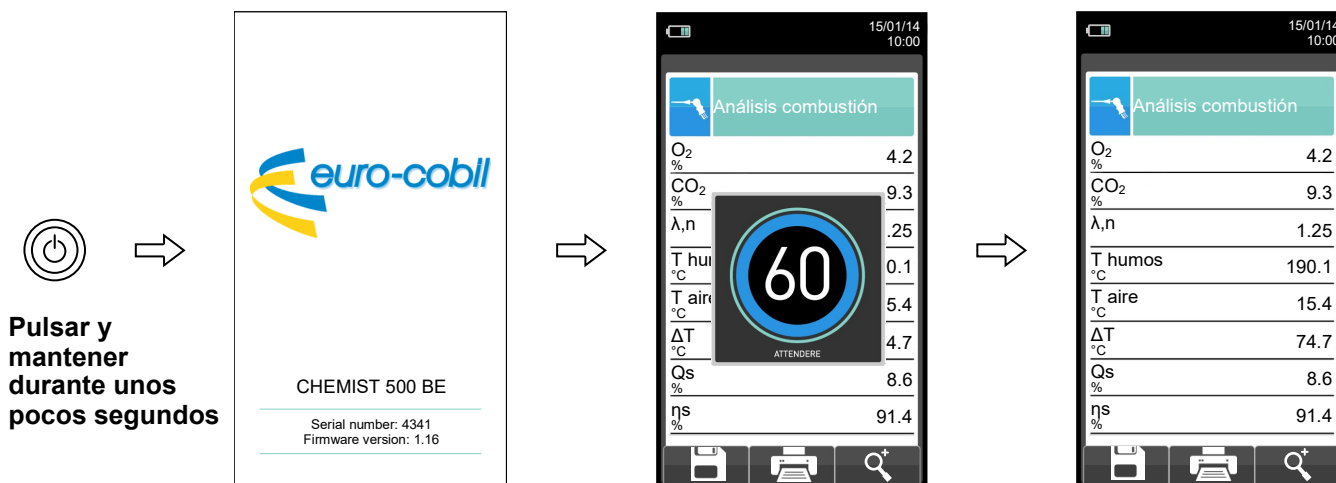 Pulsar y
mantener
durante unos
pocos segundos
euro-cobil
CHEMIST 500 BE
Serial number: 4341
Firmware version: 1.16
15/01/14
10:00
Análisis combustión
O2 % 4.2
CO2 % 9.3
λ,n .25
T hu °C 0.1
T aire °C 5.4
ΔT °C 4.7
Qs % 8.6
ηs % 91.4
60
ATTENDERE
15/01/14
10:00
Análisis combustión
O2 % 4.2
CO2 % 9.3
λ,n 1.25
T humos °C 190.1
T aire °C 15.4
ΔT °C 74.7
Qs % 8.6
ηs % 91.4